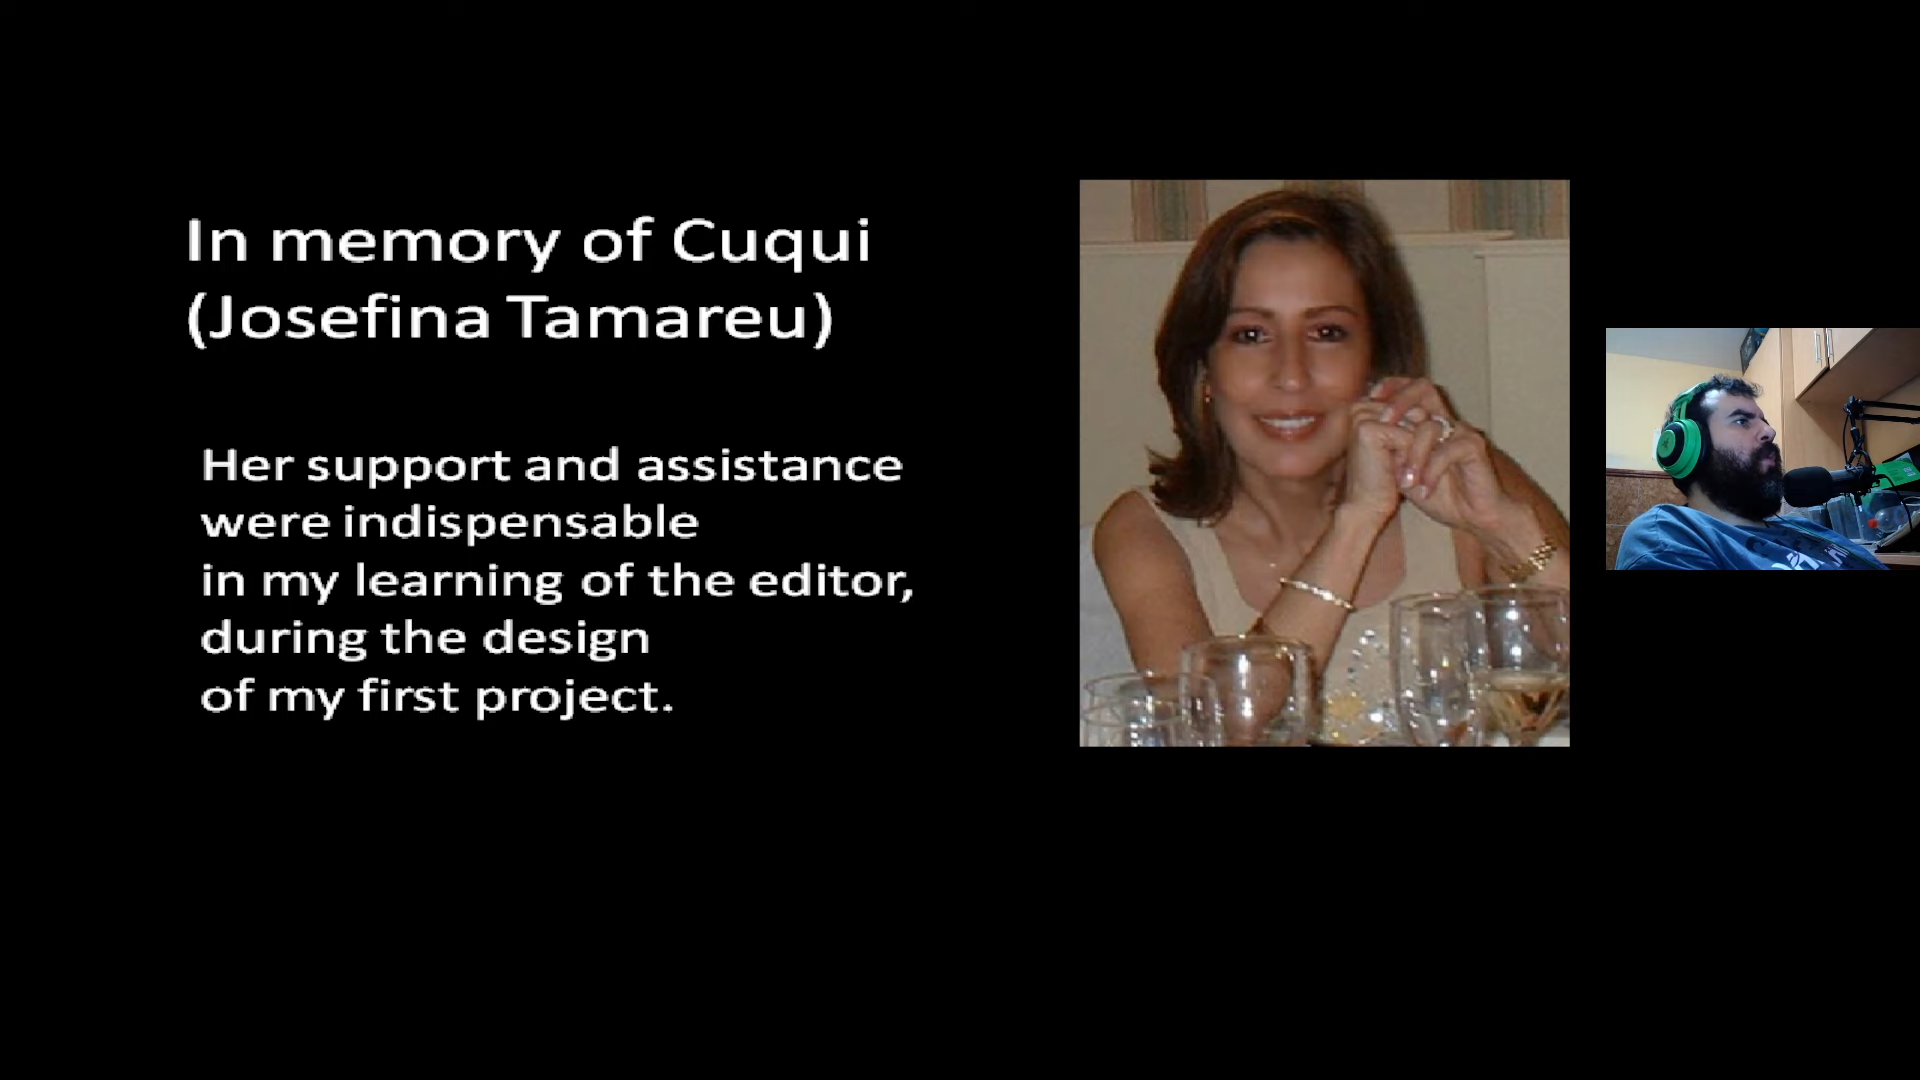 In memory of Cuqui
(Josefina Tamareu)
Her support and assistance
were indispensable
in my learning of the editor,
during the design
of my first project.